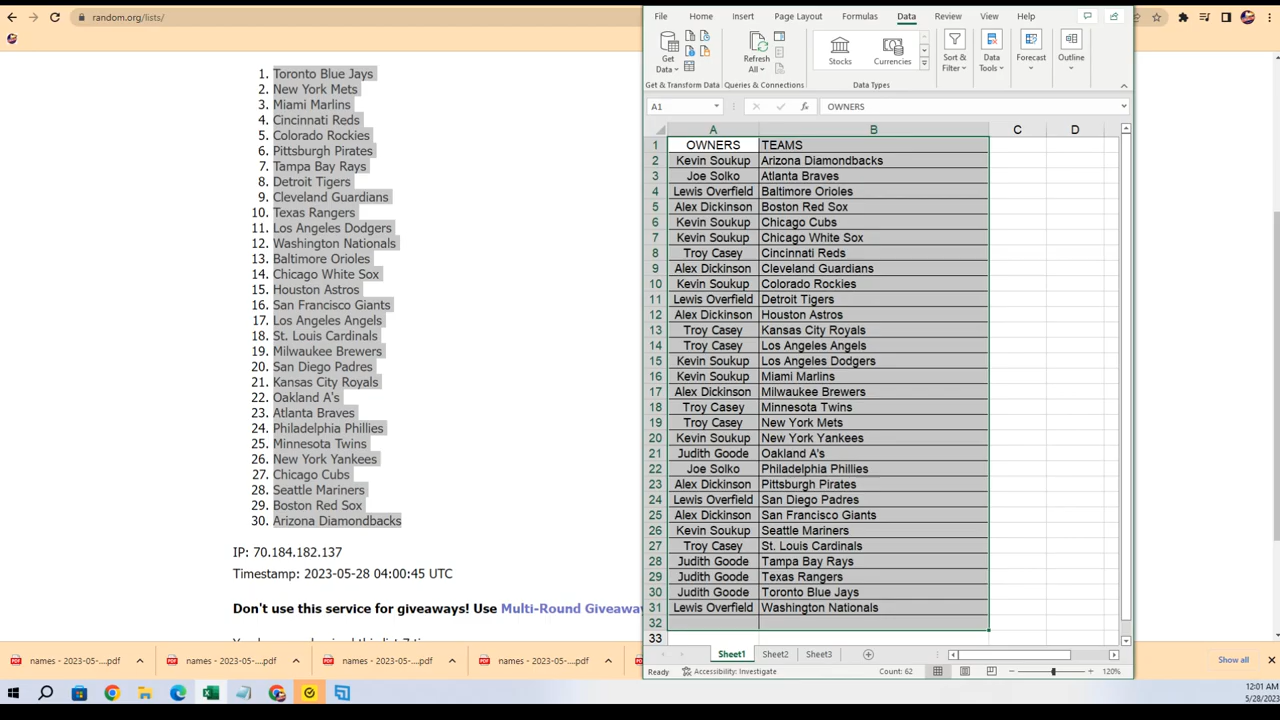 random.org/lists/
1. Toronto Blue Jays
2. New York Mets
3. Miami Marlins
4. Cincinnati Reds
5. Colorado Rockies
6. Pittsburgh Pirates
7. Tampa Bay Rays
8. Detroit Tigers
9. Cleveland Guardians
10. Texas Rangers
11. Los Angeles Dodgers
12. Washington Nationals
13. Baltimore Orioles
14. Chicago White Sox
15. Houston Astros
16. San Francisco Giants
17. Los Angeles Angels
18. St. Louis Cardinals
19. Milwaukee Brewers
20. San Diego Padres
21. Kansas City Royals
22. Oakland A's
23. Atlanta Braves
24. Philadelphia Phillies
25. Minnesota Twins
26. New York Yankees
27. Chicago Cubs
28. Seattle Mariners
29. Boston Red Sox
30. Arizona Diamondbacks
IP: 70.184.182.137
Timestamp: 2023-05-28 04:00:45 UTC
Don't use this service for giveaways! Use Multi-Round Giveaway
File Home Insert Page Layout Formulas Data Review View Help
Get Data
Refresh All
Stocks
Currencies
Sort & Filter
Data Tools
Forecast
Outline
Get & Transform Data
Queries & Connections
Data Types
A1
fx
OWNERS
A B C D
1 OWNERS TEAMS
2 Kevin Soukup Arizona Diamondbacks
3 Joe Solko Atlanta Braves
4 Lewis Overfield Baltimore Orioles
5 Alex Dickinson Boston Red Sox
6 Kevin Soukup Chicago Cubs
7 Kevin Soukup Chicago White Sox
8 Troy Casey Cincinnati Reds
9 Alex Dickinson Cleveland Guardians
10 Kevin Soukup Colorado Rockies
11 Lewis Overfield Detroit Tigers
12 Alex Dickinson Houston Astros
13 Troy Casey Kansas City Royals
14 Troy Casey Los Angeles Angels
15 Kevin Soukup Los Angeles Dodgers
16 Kevin Soukup Miami Marlins
17 Alex Dickinson Milwaukee Brewers
18 Troy Casey Minnesota Twins
19 Troy Casey New York Mets
20 Kevin Soukup New York Yankees
21 Judith Goode Oakland A's
22 Joe Solko Philadelphia Phillies
23 Alex Dickinson Pittsburgh Pirates
24 Lewis Overfield San Diego Padres
25 Alex Dickinson San Francisco Giants
26 Kevin Soukup Seattle Mariners
27 Troy Casey St. Louis Cardinals
28 Judith Goode Tampa Bay Rays
29 Judith Goode Texas Rangers
30 Judith Goode Toronto Blue Jays
31 Lewis Overfield Washington Nationals
32
33
Sheet1 Sheet2 Sheet3
Ready Accessibility: Investigate Count: 62 120%
names - 2023-05-....pdf
names - 2023-05-....pdf
names - 2023-05-....pdf
names - 2023-05-....pdf
Show all
12:01 AM
5/28/2023